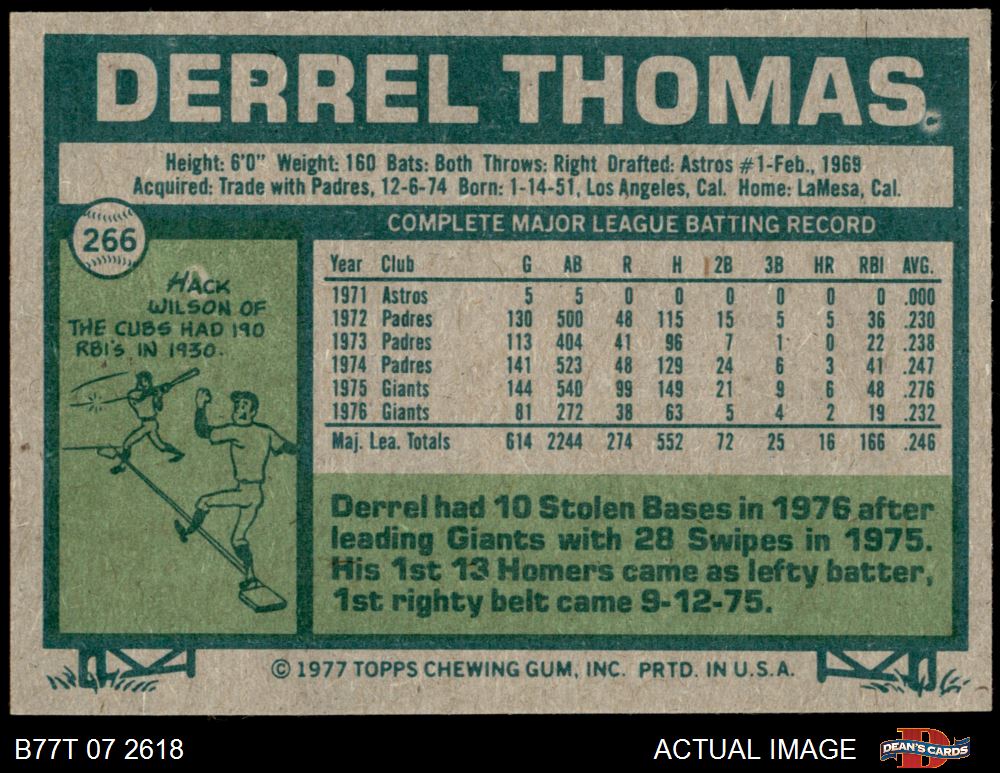 DERREL THOMAS
Height: 6'0" Weight: 160 Bats: Both Throws: Right Drafted: Astros #1-Feb., 1969
Acquired: Trade with Padres, 12-6-74 Born: 1-14-51, Los Angeles, Cal. Home: LaMesa, Cal.
266
HACK
WILSON OF
THE CUBS HAD 190
RBI'S IN 1930.
COMPLETE MAJOR LEAGUE BATTING RECORD
Year Club G AB R H 2B 3B HR RBI AVG.
1971 Astros 5 5 0 0 0 0 0 0 .000
1972 Padres 130 500 48 115 15 5 5 36 .230
1973 Padres 113 404 41 96 7 1 0 22 .238
1974 Padres 141 523 48 129 24 6 3 41 .247
1975 Giants 144 540 99 149 21 9 6 48 .276
1976 Giants 81 272 38 63 5 4 2 19 .232
Maj. Lea. Totals 614 2244 274 552 72 25 16 166 .246
Derrel had 10 Stolen Bases in 1976 after
leading Giants with 28 Swipes in 1975.
His 1st 13 Homers came as lefty batter,
1st righty belt came 9-12-75.
© 1977 TOPPS CHEWING GUM, INC. PRTD. IN U.S.A.
B77T 07 2618
ACTUAL IMAGE
DEAN'S CARDS